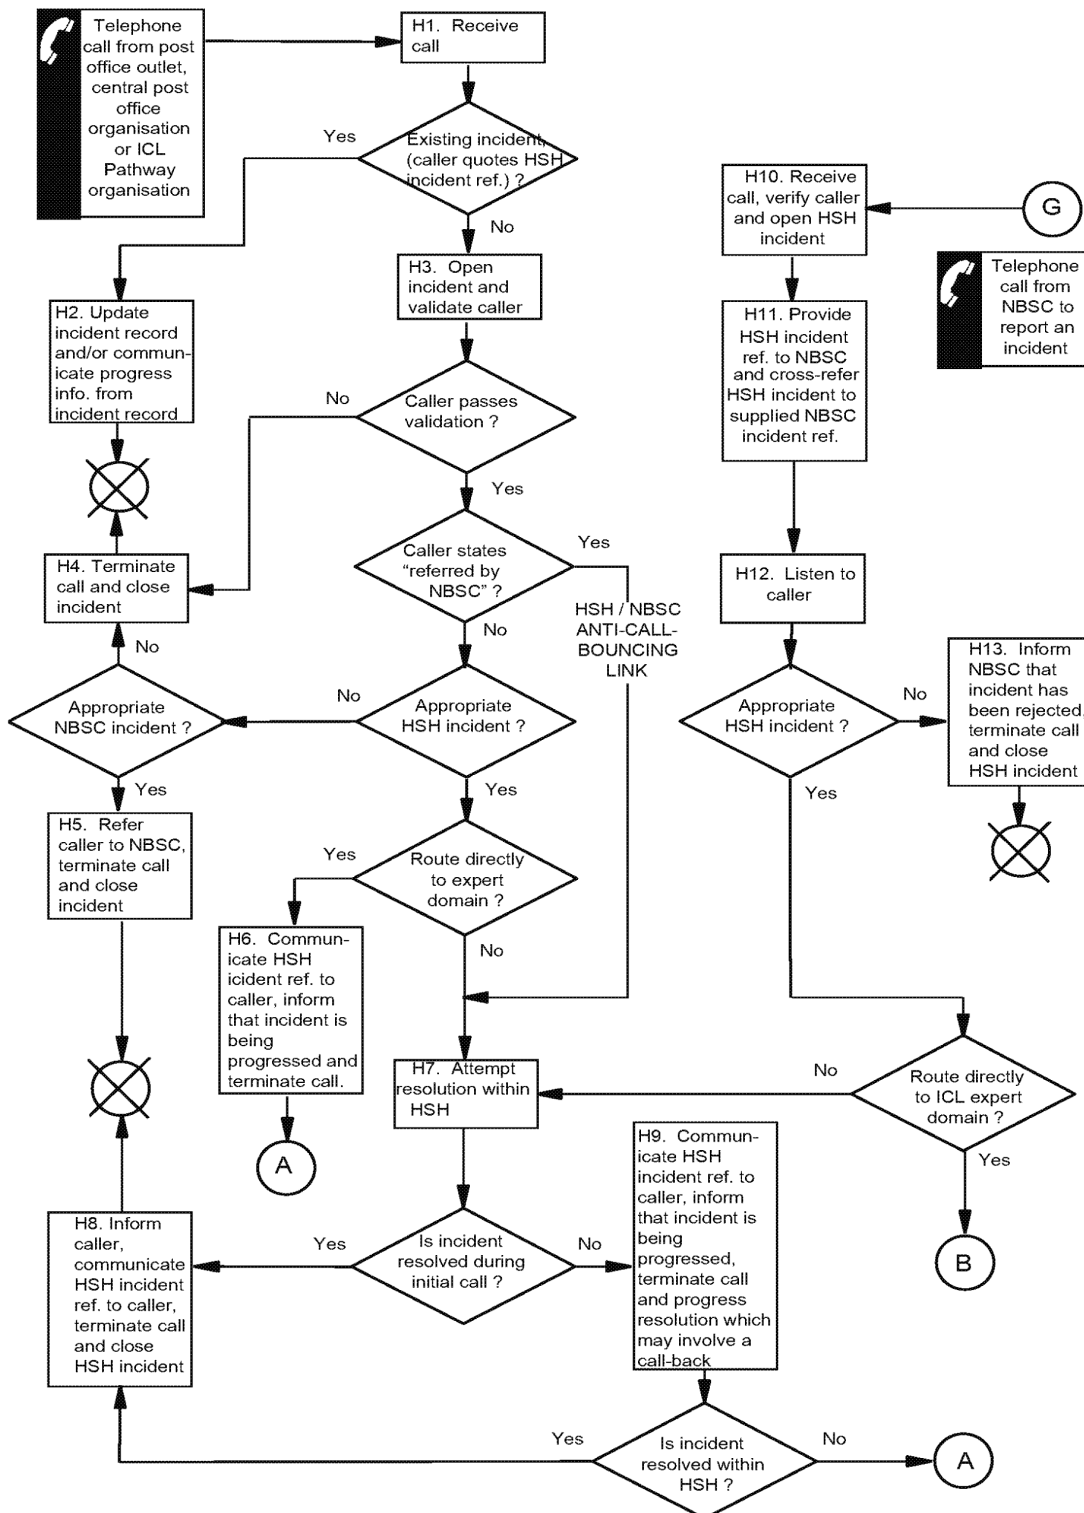 Telephone
call from post
office outlet,
central post
office
organisation
or ICL
Pathway
organisation
H1. Receive
call
Yes
Existing incident,
(caller quotes HSH
incident ref.) ?
No
H10. Receive
call, verify caller
and open HSH
incident
G
Telephone
call from
NBSC to
report an
incident
H3. Open
incident and
validate caller
H2. Update
incident record
and/or commun-
icate progress
info. from
incident record
H11. Provide
HSH incident
ref. to NBSC
and cross-refer
HSH incident to
supplied NBSC
incident ref.
No
Caller passes
validation ?
Yes
Caller states
"referred by
NBSC" ?
Yes
No
HSH / NBSC
ANTI-CALL-
BOUNCING
LINK
H4. Terminate
call and close
incident
No
H12. Listen to
caller
H13. Inform
NBSC that
incident has
been rejected,
terminate call
and close
HSH incident
Appropriate
NBSC incident ?
No
Appropriate
HSH incident ?
Appropriate
HSH incident ?
No
Yes
Yes
Yes
H5. Refer
caller to NBSC,
terminate call
and close
incident
Yes
Route directly
to expert
domain ?
No
H6. Commun-
icate HSH
icident ref. to
caller, inform
that incident is
being
progressed and
terminate call.
H7. Attempt
resolution within
HSH
No
Route directly
to ICL expert
domain ?
Yes
A
H9. Commun-
icate HSH
incident ref. to
caller, inform
that incident is
being
progressed,
terminate call
and progress
resolution which
may involve a
call-back
H8. Inform
caller,
communicate
HSH incident
ref. to caller,
terminate call
and close
HSH incident
Yes
Is incident
resolved during
initial call ?
No
B
Yes
Is incident
resolved within
HSH ?
No
A